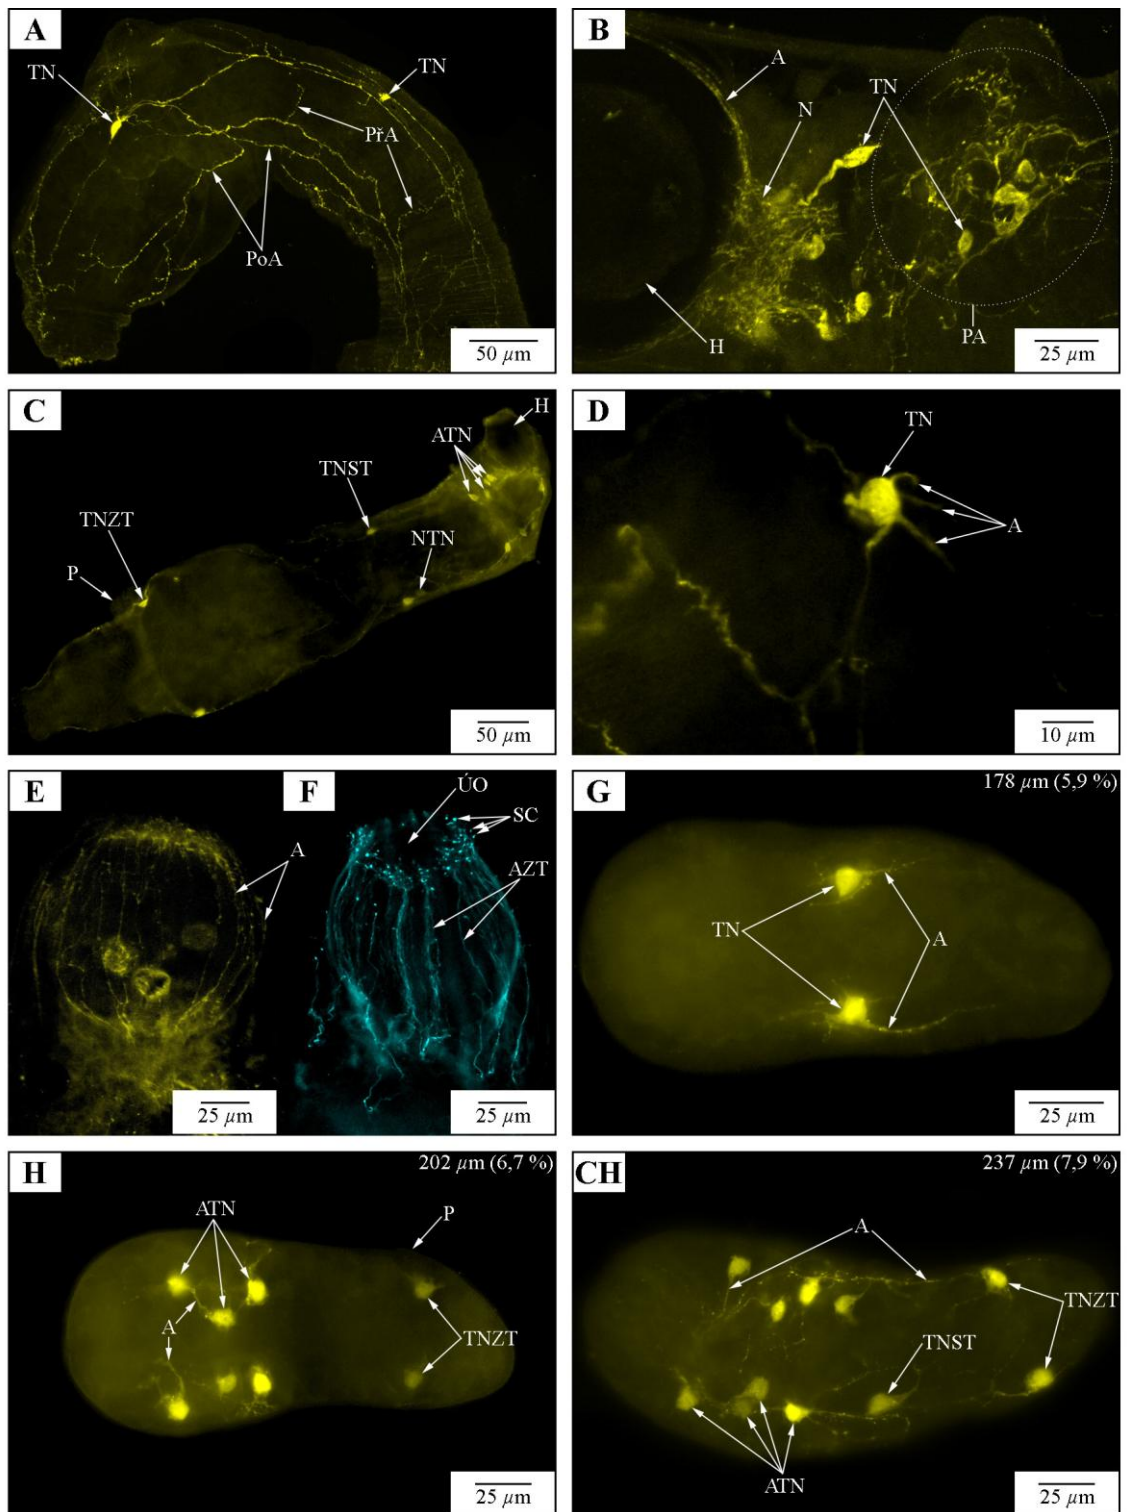 A
TN
TN
PřA
PoA
50 µm
B
A
N
TN
H
PA
25 µm
C
H
ATN
TNST
TNZT
NTN
P
50 µm
D
TN
A
10 µm
E
A
25 µm
F
ÚO
SC
AZT
25 µm
G
178 µm (5,9 %)
TN
A
25 µm
H
202 µm (6,7 %)
ATN
P
A
TNZT
25 µm
CH
237 µm (7,9 %)
A
TNZT
TNST
ATN
25 µm